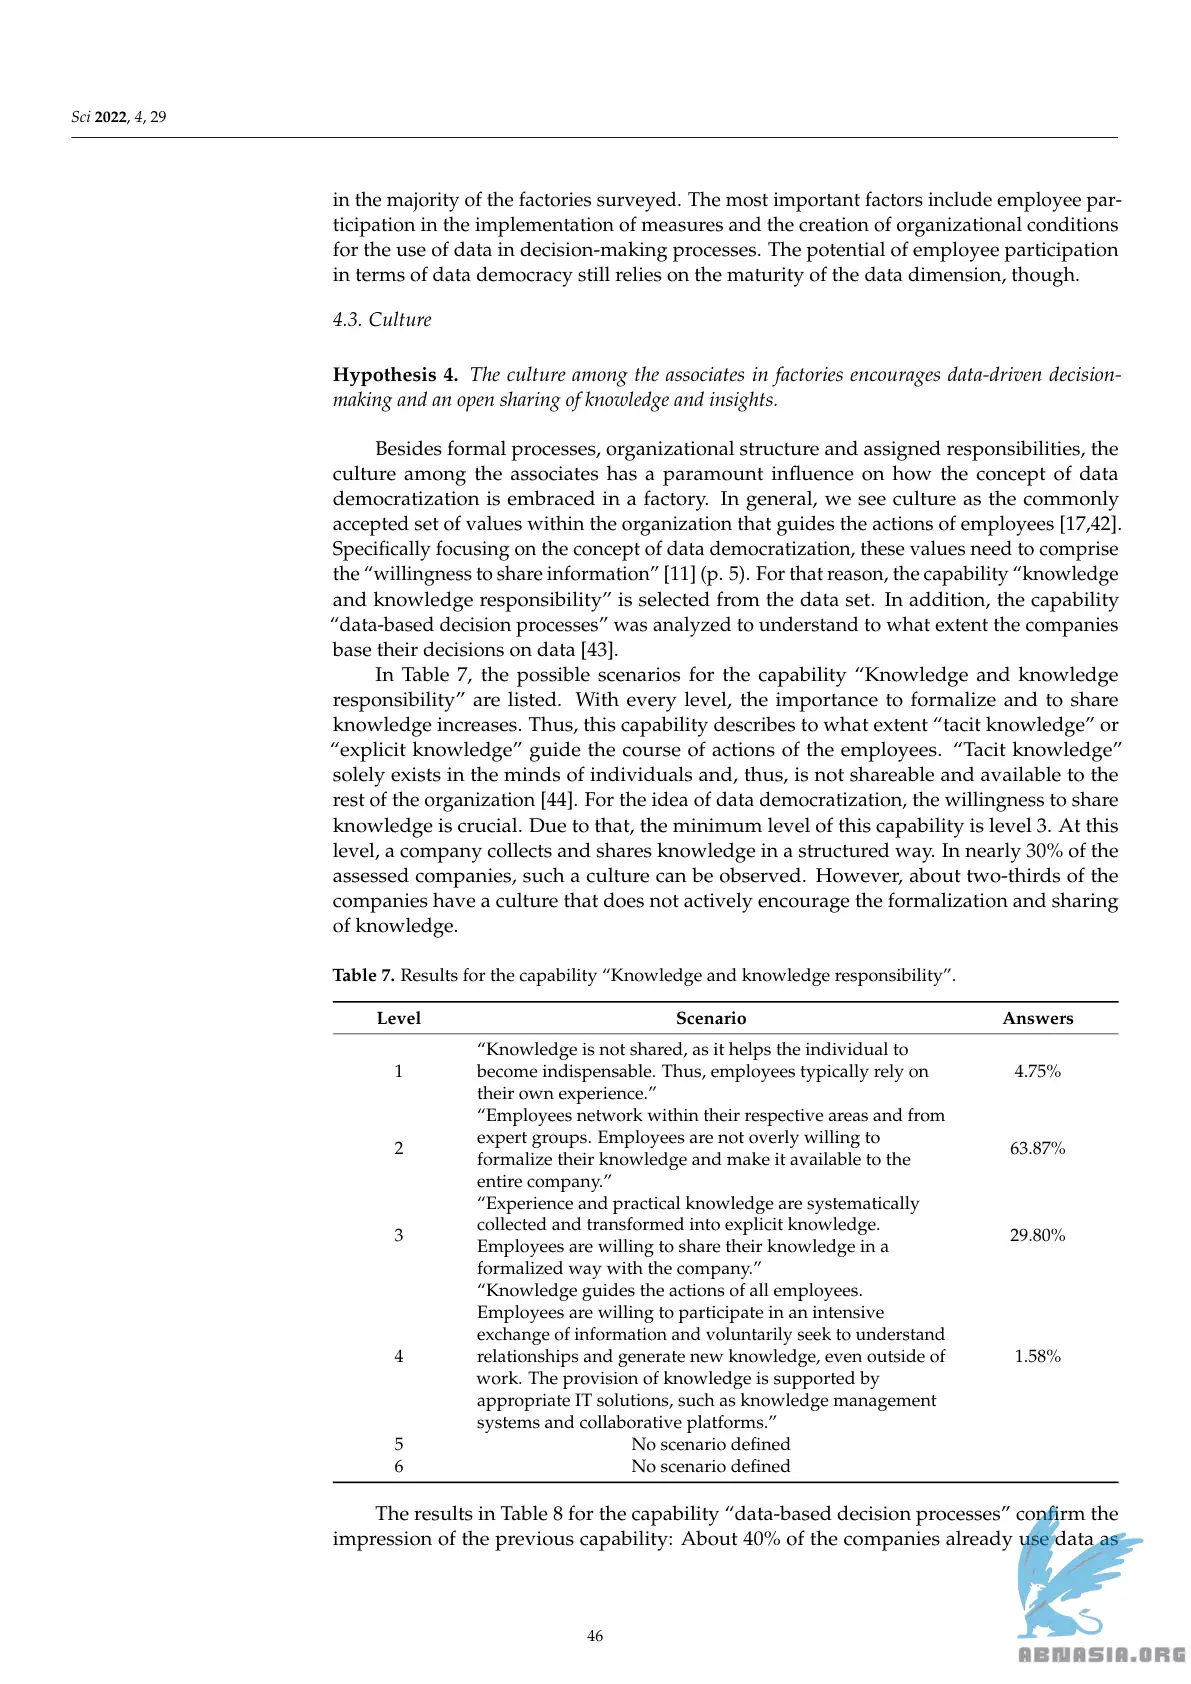 Sci 2022, 4, 29
in the majority of the factories surveyed. The most important factors include employee par-
ticipation in the implementation of measures and the creation of organizational conditions
for the use of data in decision-making processes. The potential of employee participation
in terms of data democracy still relies on the maturity of the data dimension, though.
4.3. Culture
Hypothesis 4. The culture among the associates in factories encourages data-driven decision-
making and an open sharing of knowledge and insights.
Besides formal processes, organizational structure and assigned responsibilities, the
culture among the associates has a paramount influence on how the concept of data
democratization is embraced in a factory. In general, we see culture as the commonly
accepted set of values within the organization that guides the actions of employees [17,42].
Specifically focusing on the concept of data democratization, these values need to comprise
the “willingness to share information” [11] (p. 5). For that reason, the capability “knowledge
and knowledge responsibility” is selected from the data set. In addition, the capability
“data-based decision processes” was analyzed to understand to what extent the companies
base their decisions on data [43].
In Table 7, the possible scenarios for the capability “Knowledge and knowledge
responsibility” are listed. With every level, the importance to formalize and to share
knowledge increases. Thus, this capability describes to what extent “tacit knowledge” or
“explicit knowledge” guide the course of actions of the employees. “Tacit knowledge”
solely exists in the minds of individuals and, thus, is not shareable and available to the
rest of the organization [44]. For the idea of data democratization, the willingness to share
knowledge is crucial. Due to that, the minimum level of this capability is level 3. At this
level, a company collects and shares knowledge in a structured way. In nearly 30% of the
assessed companies, such a culture can be observed. However, about two-thirds of the
companies have a culture that does not actively encourage the formalization and sharing
of knowledge.
Table 7. Results for the capability “Knowledge and knowledge responsibility”.
Level Scenario Answers
“Knowledge is not shared, as it helps the individual to
1 become indispensable. Thus, employees typically rely on 4.75%
their own experience.”
“Employees network within their respective areas and from
expert groups. Employees are not overly willing to
2 63.87%
formalize their knowledge and make it available to the
entire company.”
“Experience and practical knowledge are systematically
collected and transformed into explicit knowledge.
3 29.80%
Employees are willing to share their knowledge in a
formalized way with the company.”
“Knowledge guides the actions of all employees.
Employees are willing to participate in an intensive
exchange of information and voluntarily seek to understand
4 relationships and generate new knowledge, even outside of 1.58%
work. The provision of knowledge is supported by
appropriate IT solutions, such as knowledge management
systems and collaborative platforms.”
5 No scenario defined
6 No scenario defined
The results in Table 8 for the capability “data-based decision processes” confirm the
impression of the previous capability: About 40% of the companies already use data as
46
ABNASIA.ORG